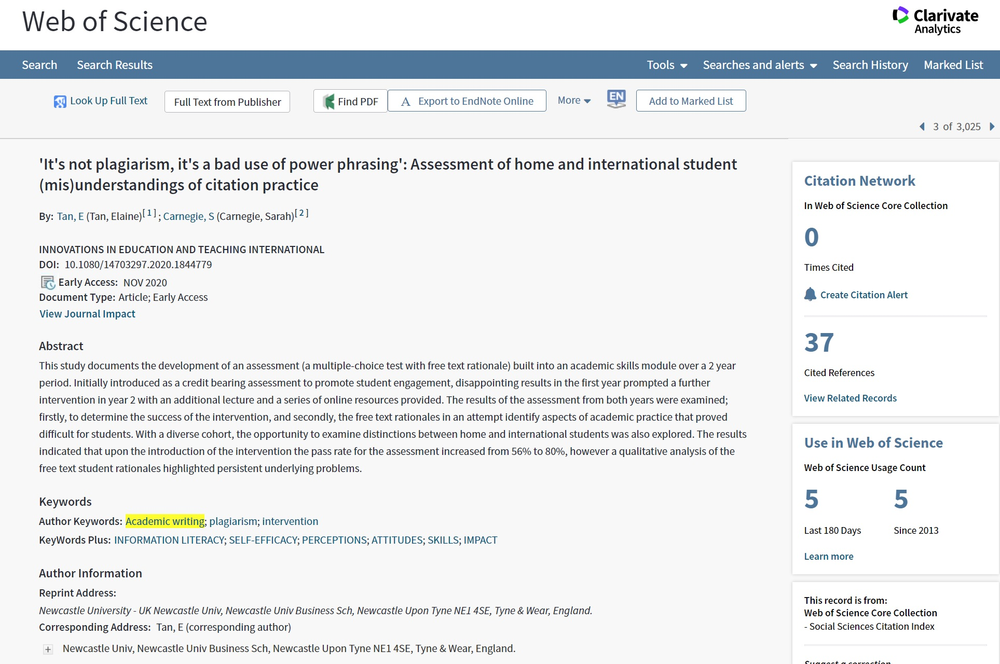 Web of Science
Clarivate
Analytics
Search Search Results Tools Searches and alerts Search History Marked List
Look Up Full Text Full Text from Publisher Find PDF A Export to EndNote Online More EN Add to Marked List
3 of 3,025
'It's not plagiarism, it's a bad use of power phrasing': Assessment of home and international student
(mis)understandings of citation practice
By: Tan, E (Tan, Elaine)[ 1 ] ; Carnegie, S (Carnegie, Sarah)[ 2 ]
INNOVATIONS IN EDUCATION AND TEACHING INTERNATIONAL
DOI: 10.1080/14703297.2020.1844779
Early Access: NOV 2020
Document Type: Article; Early Access
View Journal Impact
Abstract
This study documents the development of an assessment (a multiple-choice test with free text rationale) built into an academic skills module over a 2 year
period. Initially introduced as a credit bearing assessment to promote student engagement, disappointing results in the first year prompted a further
intervention in year 2 with an additional lecture and a series of online resources provided. The results of the assessment from both years were examined;
firstly, to determine the success of the intervention, and secondly, the free text rationales in an attempt identify aspects of academic practice that proved
difficult for students. With a diverse cohort, the opportunity to examine distinctions between home and international students was also explored. The results
indicated that upon the introduction of the intervention the pass rate for the assessment increased from 56% to 80%, however a qualitative analysis of the
free text student rationales highlighted persistent underlying problems.
Keywords
Author Keywords: Academic writing; plagiarism; intervention
KeyWords Plus: INFORMATION LITERACY; SELF-EFFICACY; PERCEPTIONS; ATTITUDES; SKILLS; IMPACT
Author Information
Reprint Address:
Newcastle University - UK Newcastle Univ, Newcastle Univ Business Sch, Newcastle Upon Tyne NE1 4SE, Tyne & Wear, England.
Corresponding Address: Tan, E (corresponding author)
+ Newcastle Univ, Newcastle Univ Business Sch, Newcastle Upon Tyne NE1 4SE, Tyne & Wear, England.
Citation Network
In Web of Science Core Collection
0
Times Cited
Create Citation Alert
37
Cited References
View Related Records
Use in Web of Science
Web of Science Usage Count
5 5
Last 180 Days Since 2013
Learn more
This record is from:
Web of Science Core Collection
- Social Sciences Citation Index
Suggest a correction